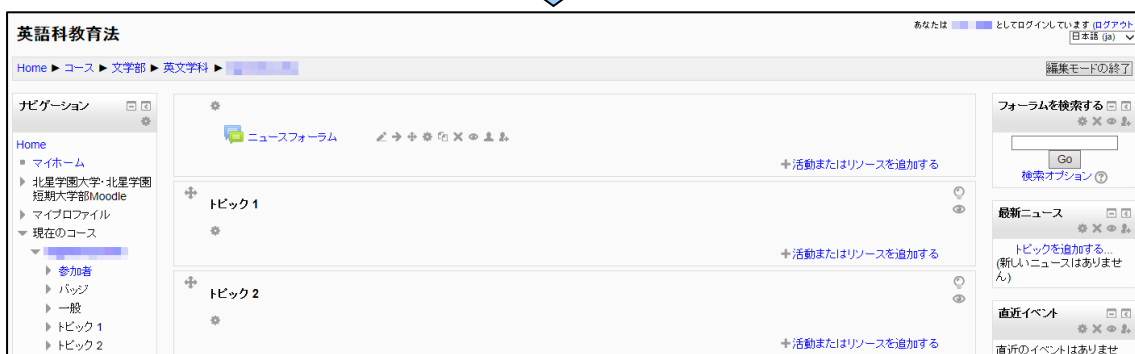 英語科教育法
あなたは としてログインしています (ログアウト
日本語 (ja)
Home ► コース ► 文学部 ► 英文学科 ►
編集モードの終了
ナビゲーション
Home
マイホーム
北星学園大学・北星学園
短期大学部Moodle
マイプロファイル
現在のコース
参加者
バッジ
一般
トピック 1
トピック 2
ニュースフォーラム
+活動またはリソースを追加する
トピック 1
+活動またはリソースを追加する
トピック 2
+活動またはリソースを追加する
フォーラムを検索する
Go
検索オプション
最新ニュース
トピックを追加する...
(新しいニュースはありませ
ん)
直近イベント
直近のイベントはありませ